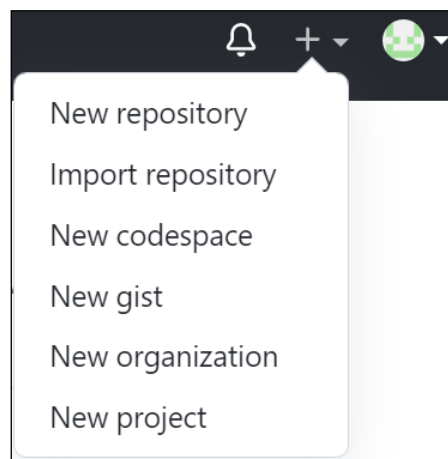 New repository
Import repository
New codespace
New gist
New organization
New project